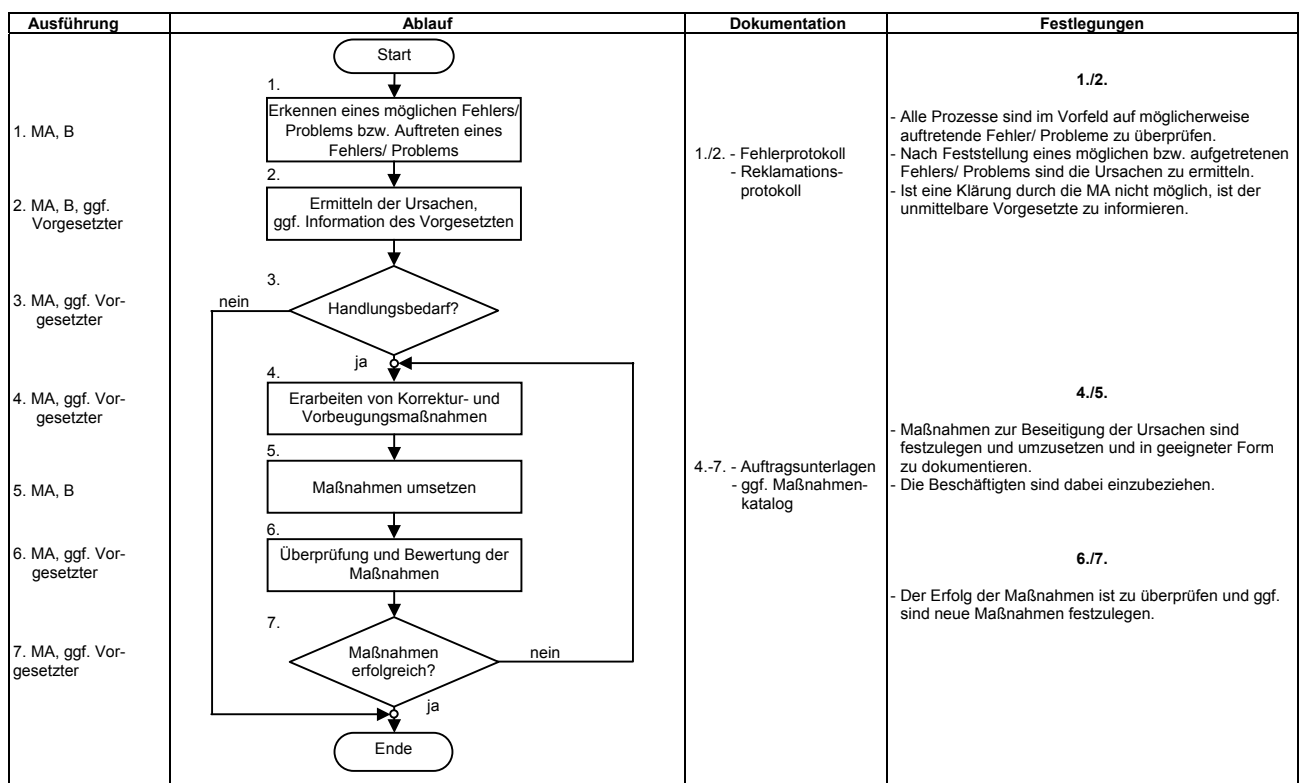 Ausführung
Ablauf
Dokumentation
Festlegungen
1. MA, B
2. MA, B, ggf.
Vorgesetzter
3. MA, ggf. Vor-
gesetzter
4. MA, ggf. Vor-
gesetzter
5. MA, B
6. MA, ggf. Vor-
gesetzter
7. MA, ggf. Vor-
gesetzter
Start
1.
Erkennen eines möglichen Fehlers/
Problems bzw. Auftreten eines
Fehlers/ Problems
2.
Ermitteln der Ursachen,
ggf. Information des Vorgesetzten
3.
Handlungsbedarf?
nein
ja
4.
Erarbeiten von Korrektur- und
Vorbeugungsmaßnahmen
5.
Maßnahmen umsetzen
6.
Überprüfung und Bewertung der
Maßnahmen
7.
Maßnahmen
erfolgreich?
nein
ja
Ende
1./2. - Fehlerprotokoll
- Reklamations-
protokoll
4.-7. - Auftragsunterlagen
- ggf. Maßnahmen-
katalog
1./2.
- Alle Prozesse sind im Vorfeld auf möglicherweise
auftretende Fehler/ Probleme zu überprüfen.
- Nach Feststellung eines möglichen bzw. aufgetretenen
Fehlers/ Problems sind die Ursachen zu ermitteln.
- Ist eine Klärung durch die MA nicht möglich, ist der
unmittelbare Vorgesetzte zu informieren.
4./5.
- Maßnahmen zur Beseitigung der Ursachen sind
festzulegen und umzusetzen und in geeigneter Form
zu dokumentieren.
- Die Beschäftigten sind dabei einzubeziehen.
6./7.
- Der Erfolg der Maßnahmen ist zu überprüfen und ggf.
sind neue Maßnahmen festzulegen.